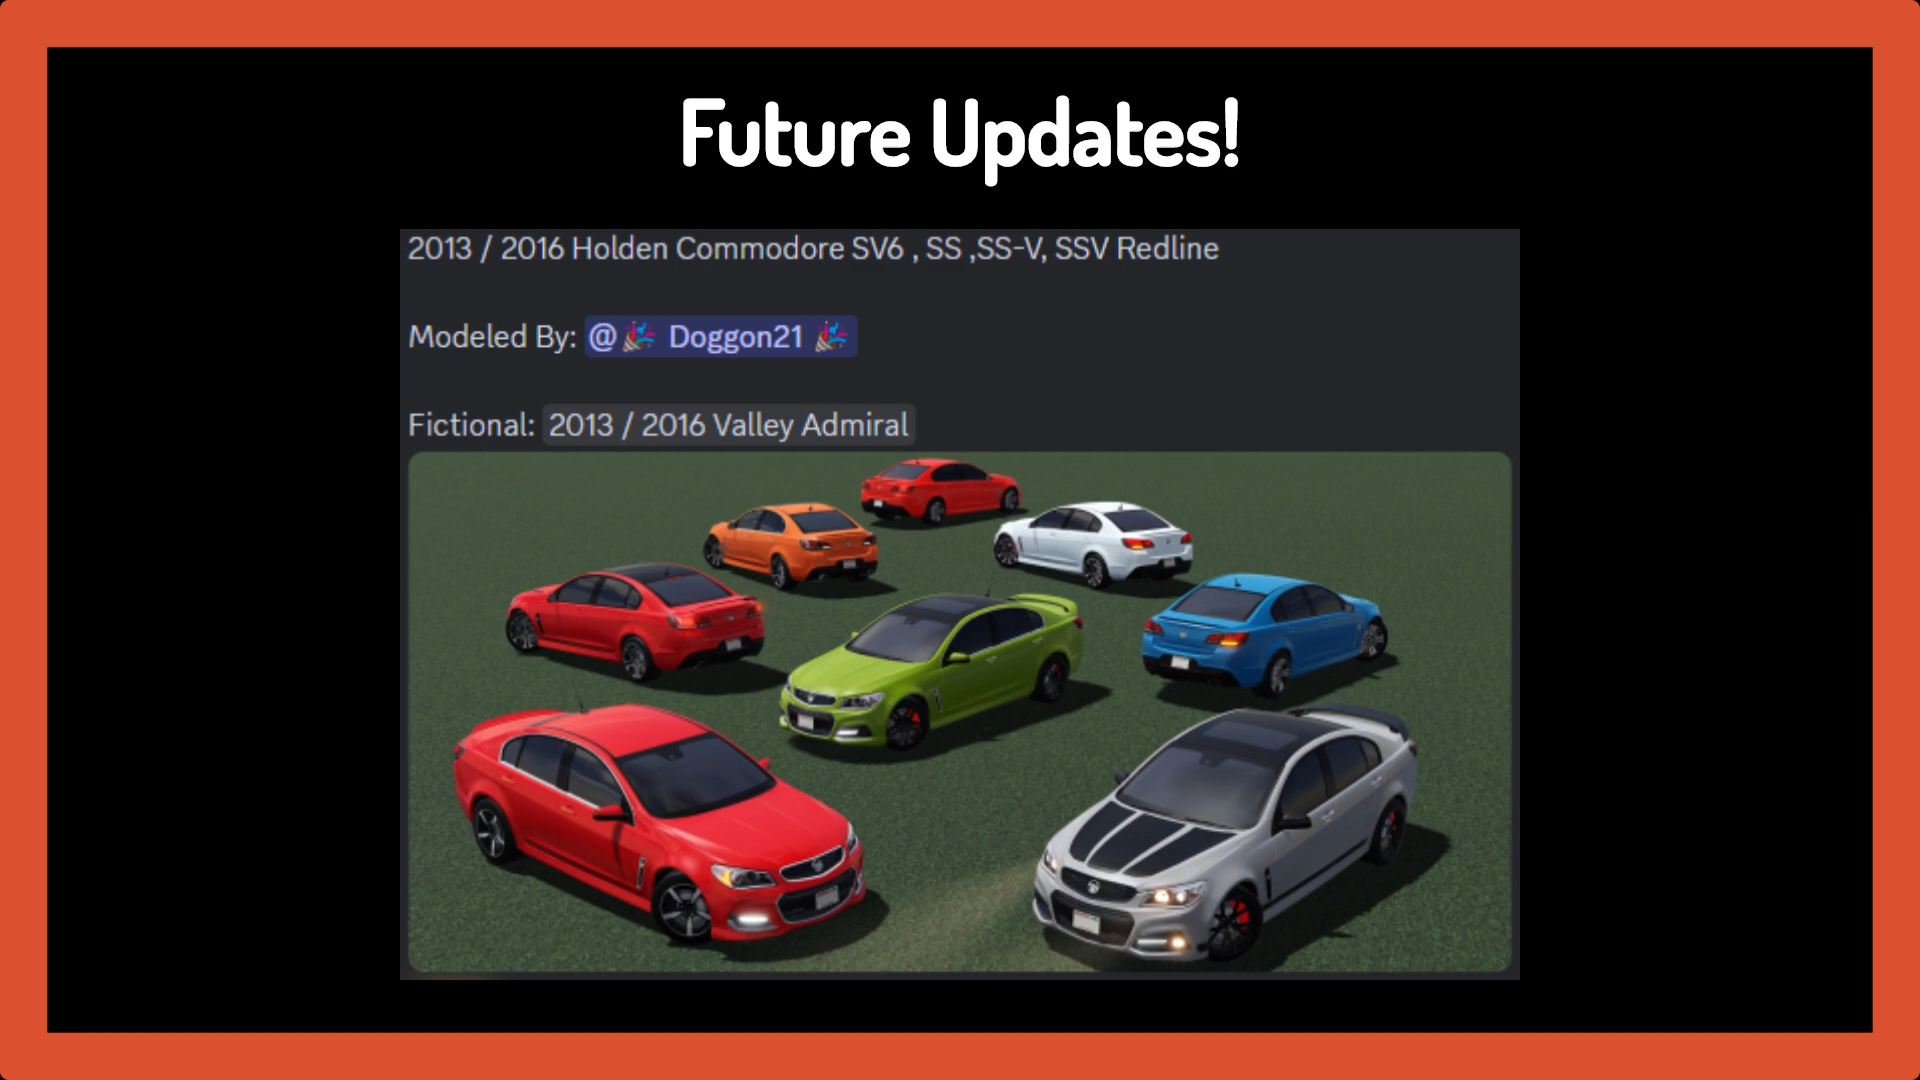 Future Updates!
2013 / 2016 Holden Commodore SV6 , SS ,SS-V, SSV Redline
Modeled By: @🎉 Doggon21 🎉
Fictional: 2013 / 2016 Valley Admiral